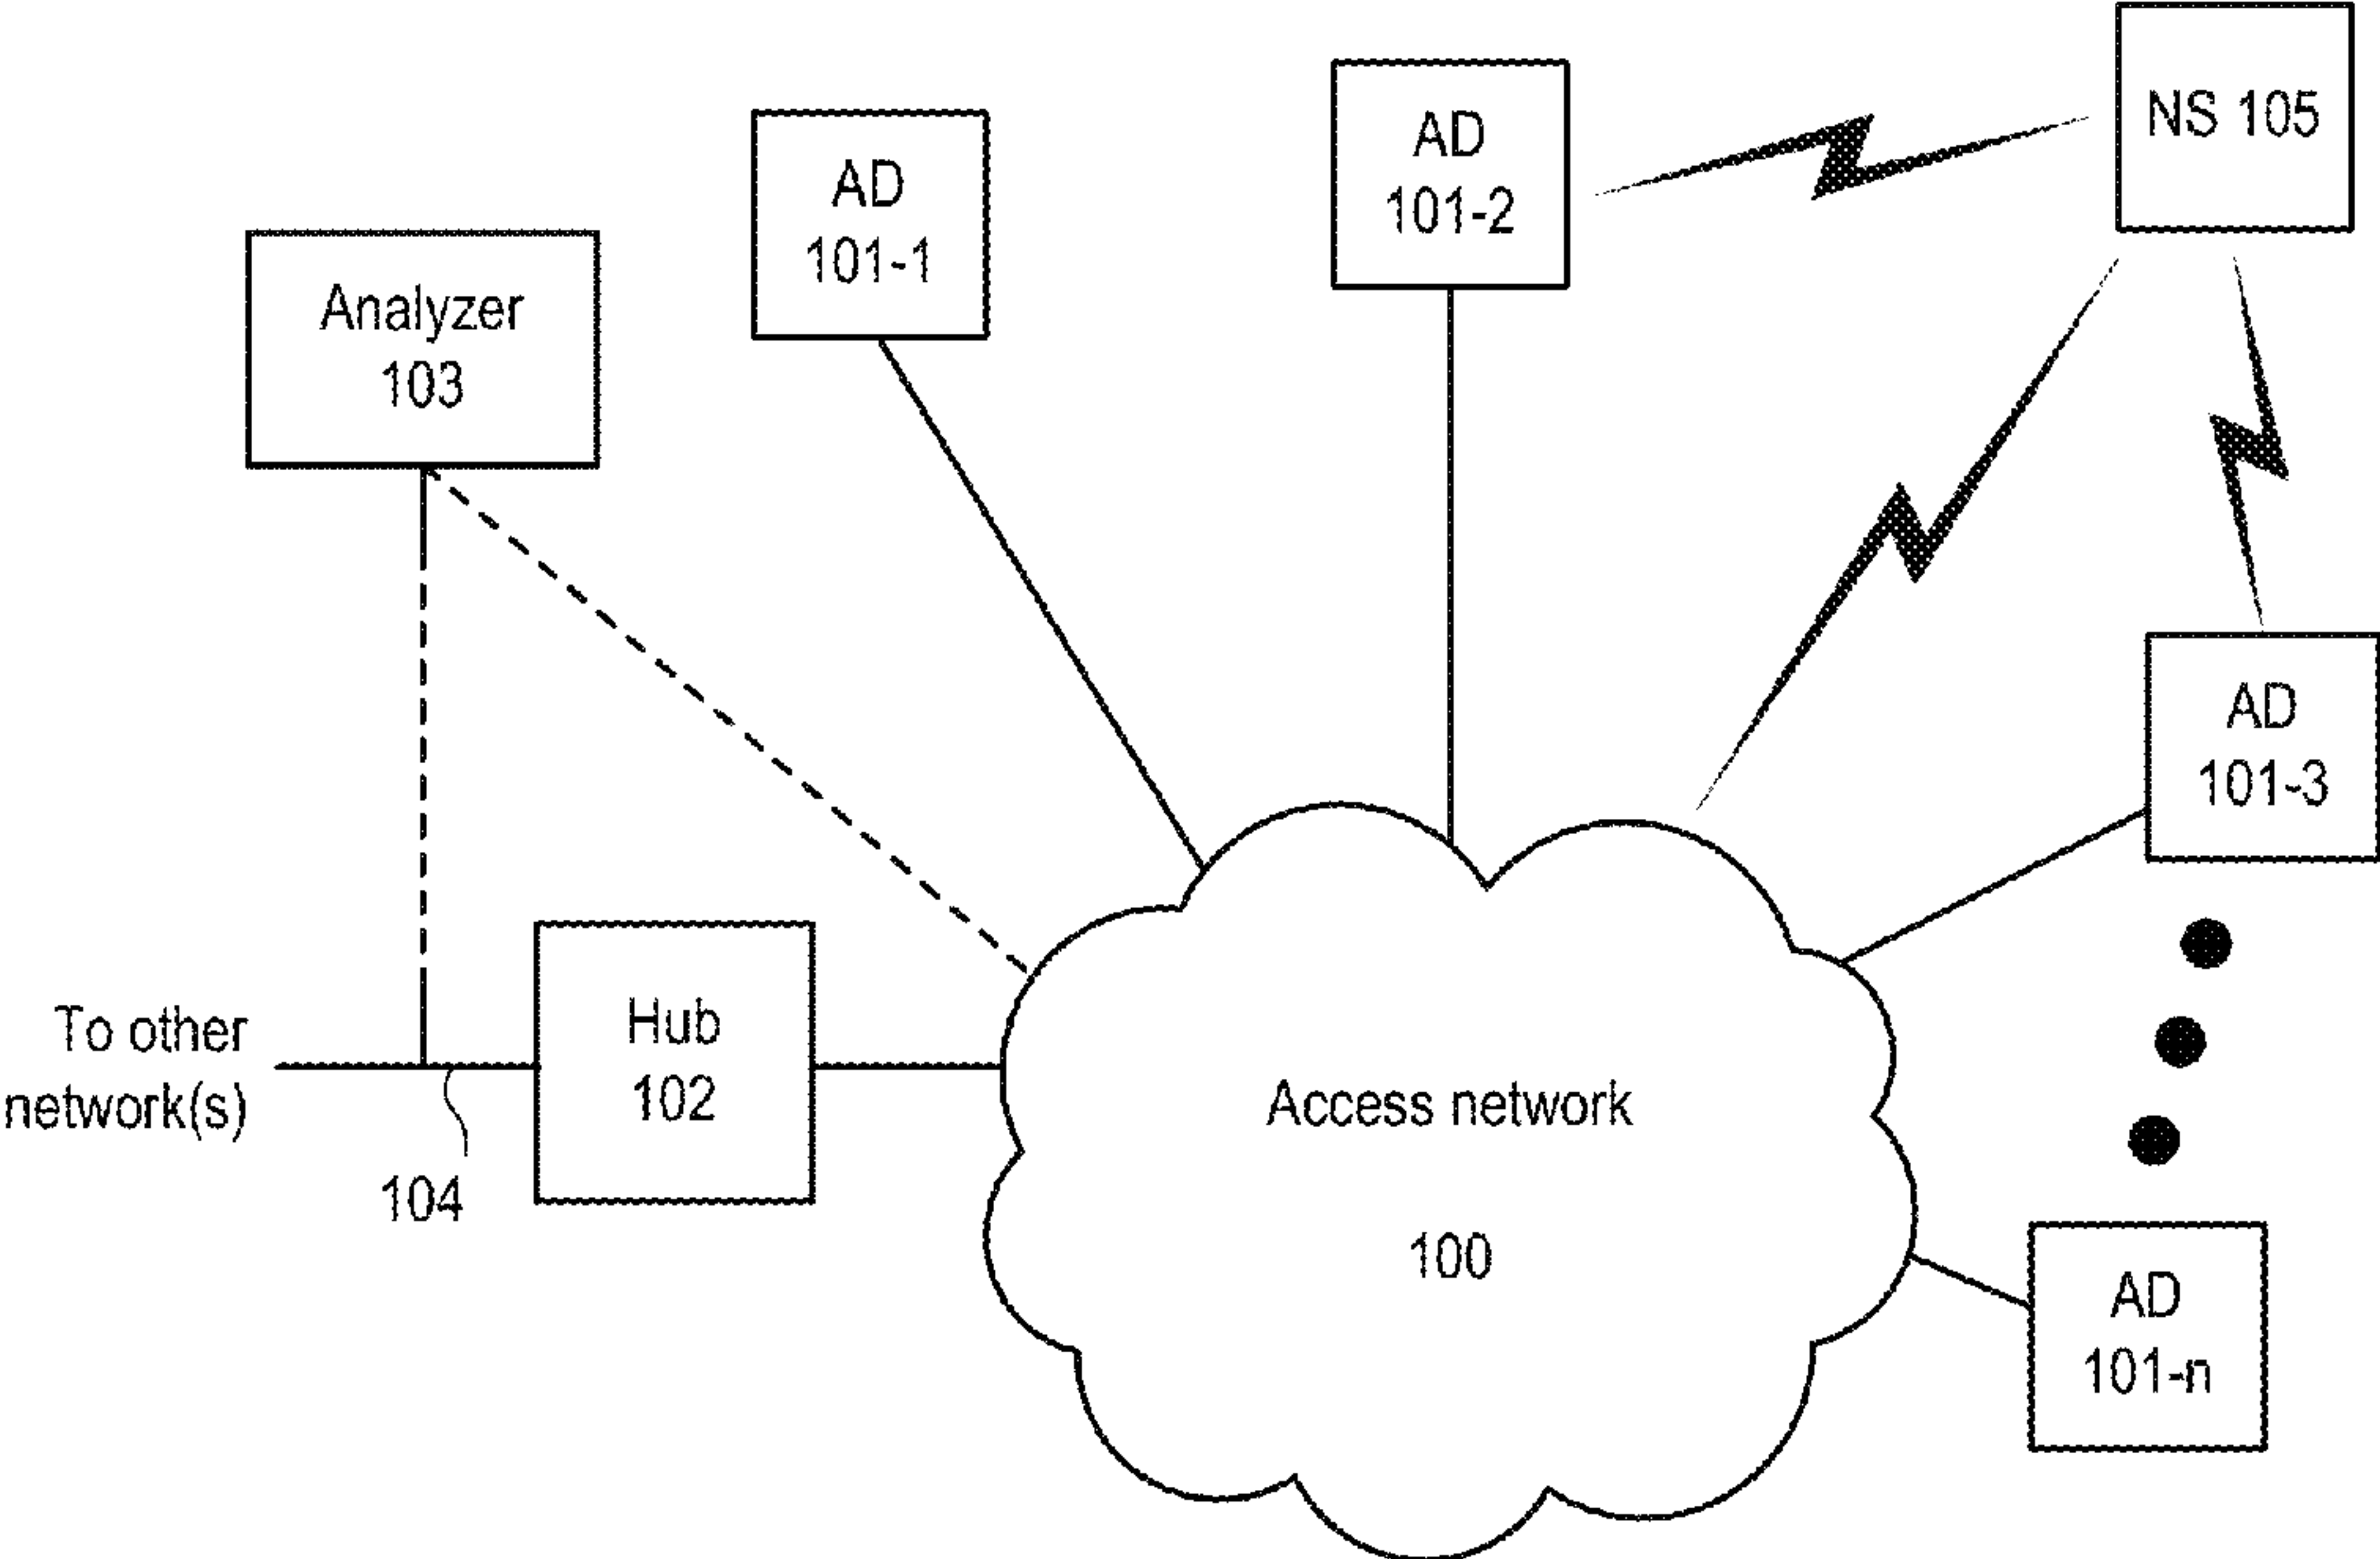 NS 105
AD
101-2
AD
101-1
Analyzer
103
AD
101-3
To other
network(s)
104
Hub
102
Access network
100
AD
101-n